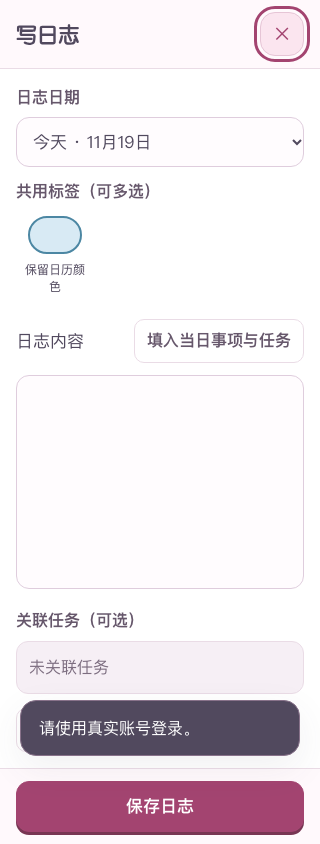 写日志
日志日期
今天 · 11月19日
共用标签（可多选）
保留日历颜
色
日志内容
填入当日事项与任务
关联任务（可选）
未关联任务
请使用真实账号登录。
保存日志